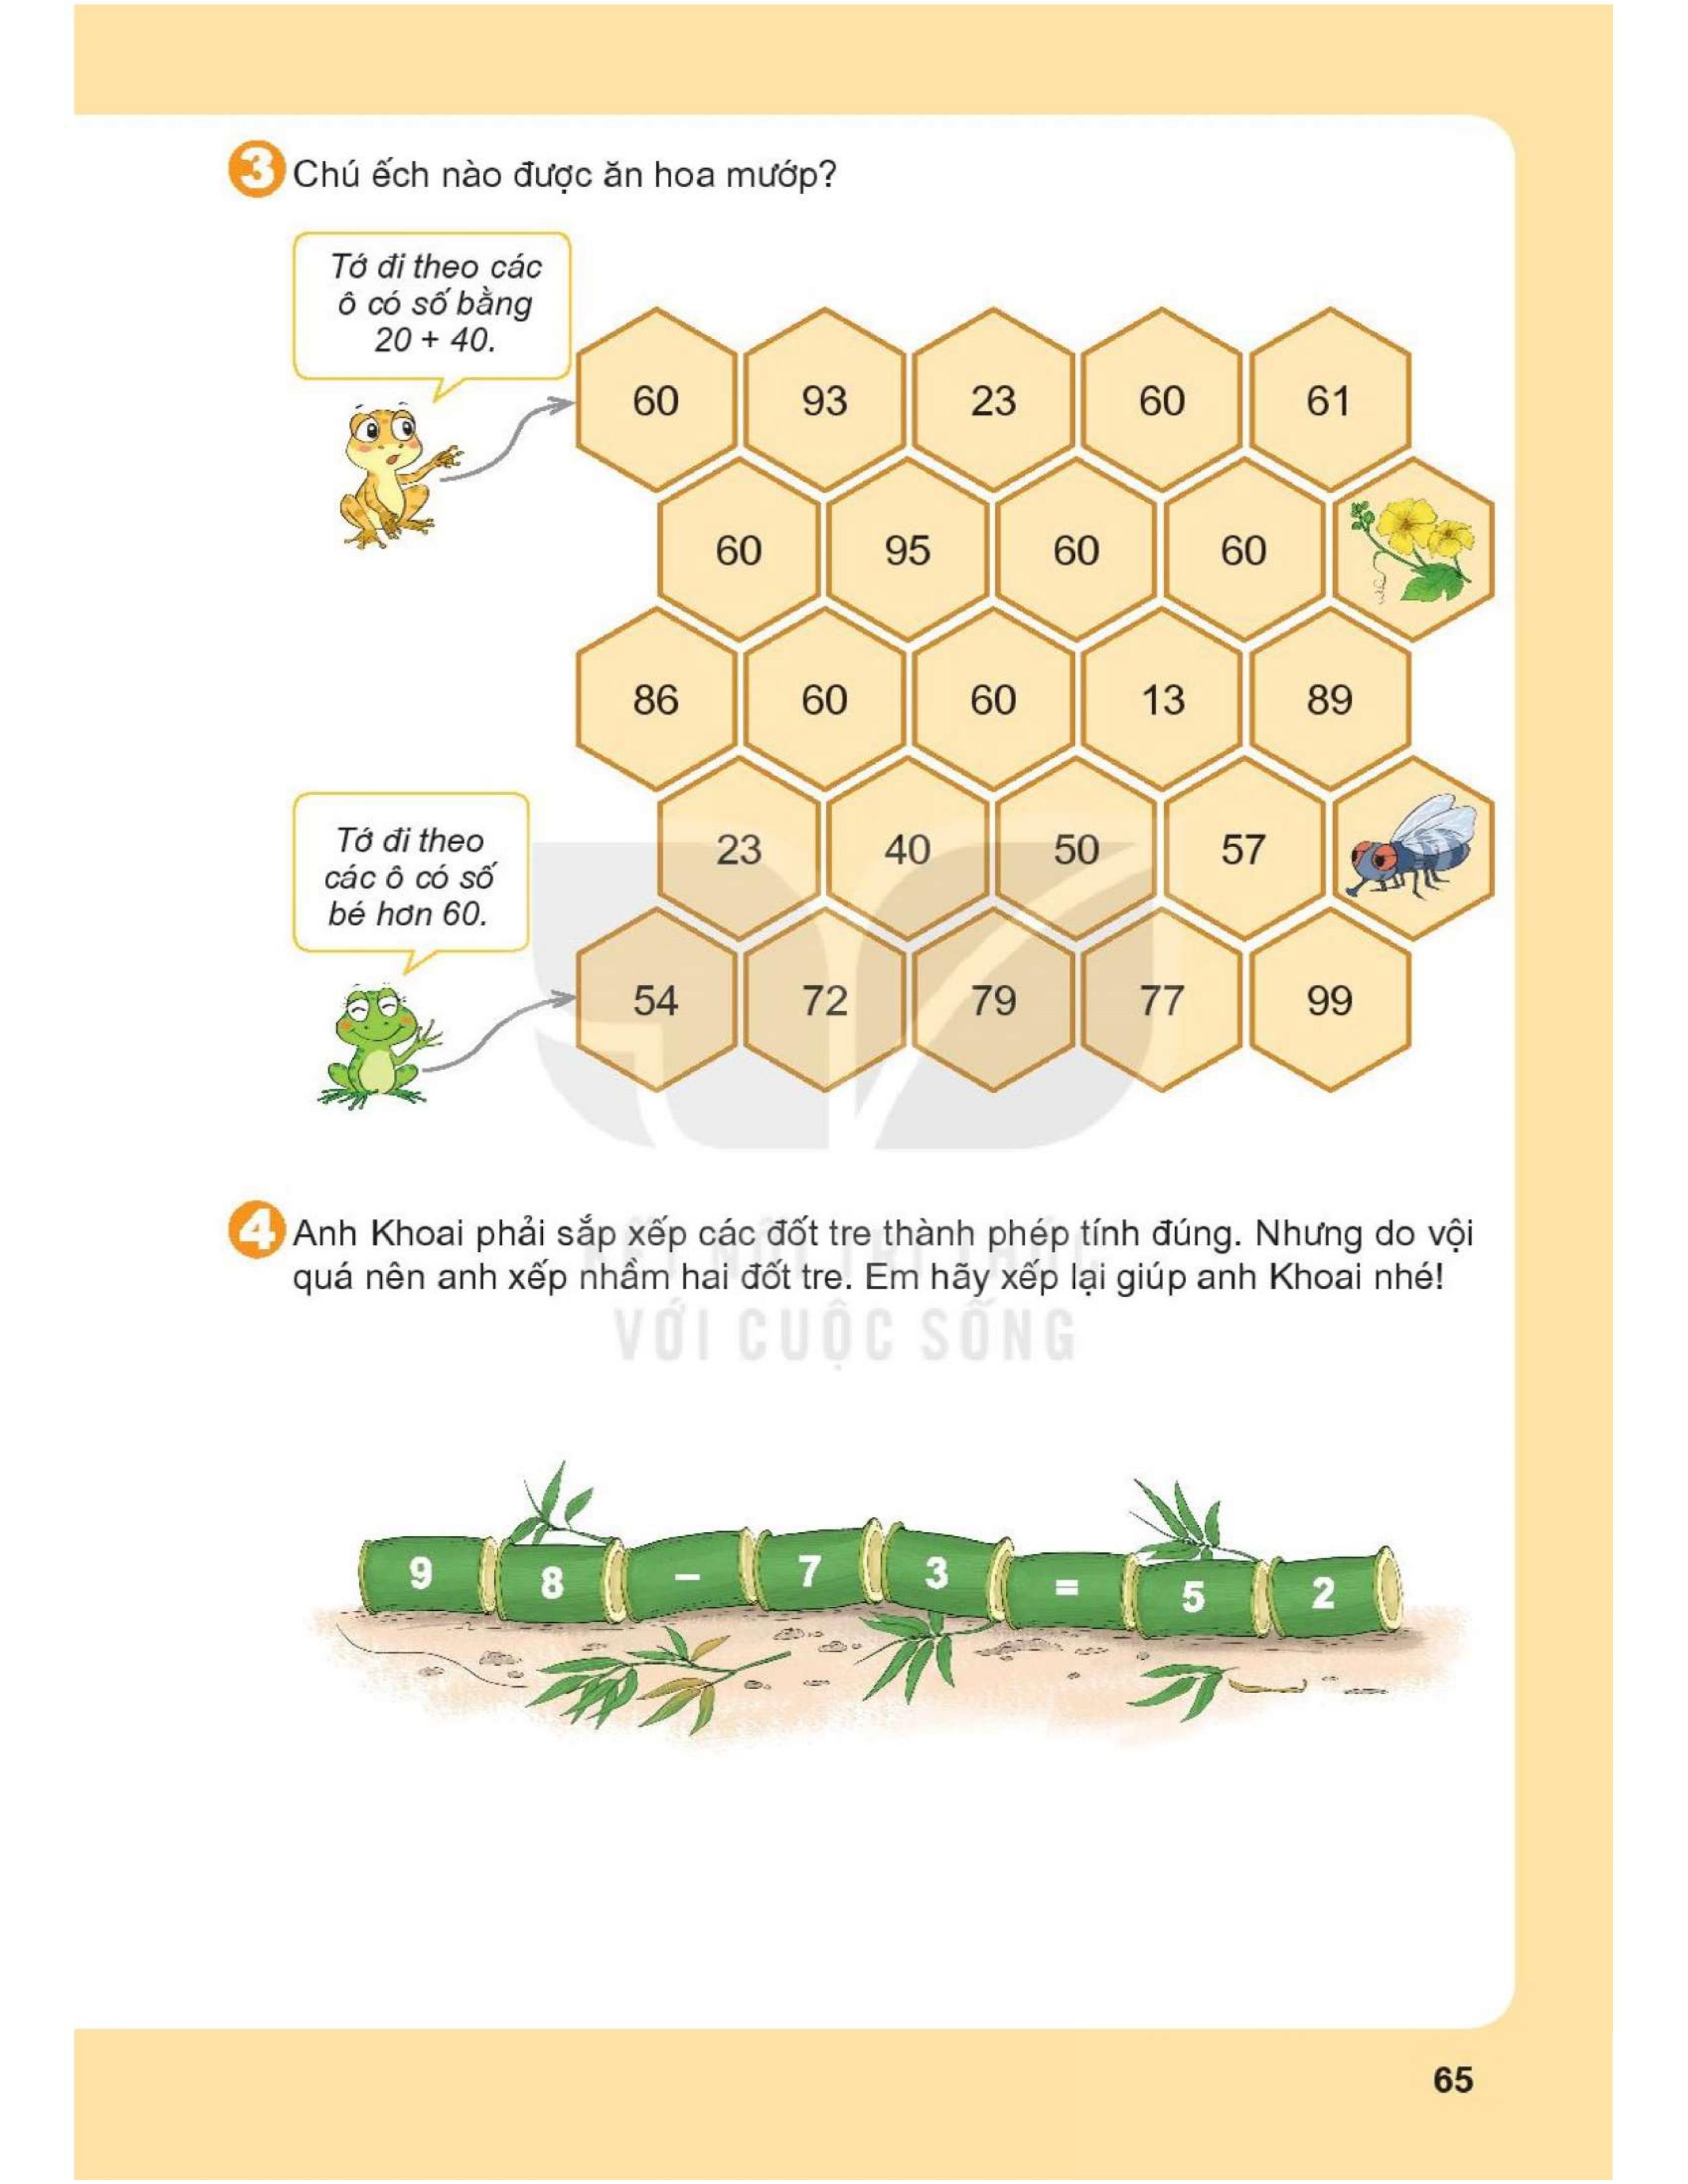 3 Chú ếch nào được ăn hoa mướp?
Tớ đi theo các
ô có số bằng
20 + 40.
60 93 23 60 61
60 95 60 60
86 60 60 13 89
23 40 50 57
Tớ đi theo
các ô có số
bé hơn 60.
54 72 79 77 99
4 Anh Khoai phải sắp xếp các đốt tre thành phép tính đúng. Nhưng do vội
quá nên anh xếp nhầm hai đốt tre. Em hãy xếp lại giúp anh Khoai nhé!
KẾT NỐI TRI THỨC
VỚI CUỘC SỐNG
9 8 – 7 3 = 5 2
65